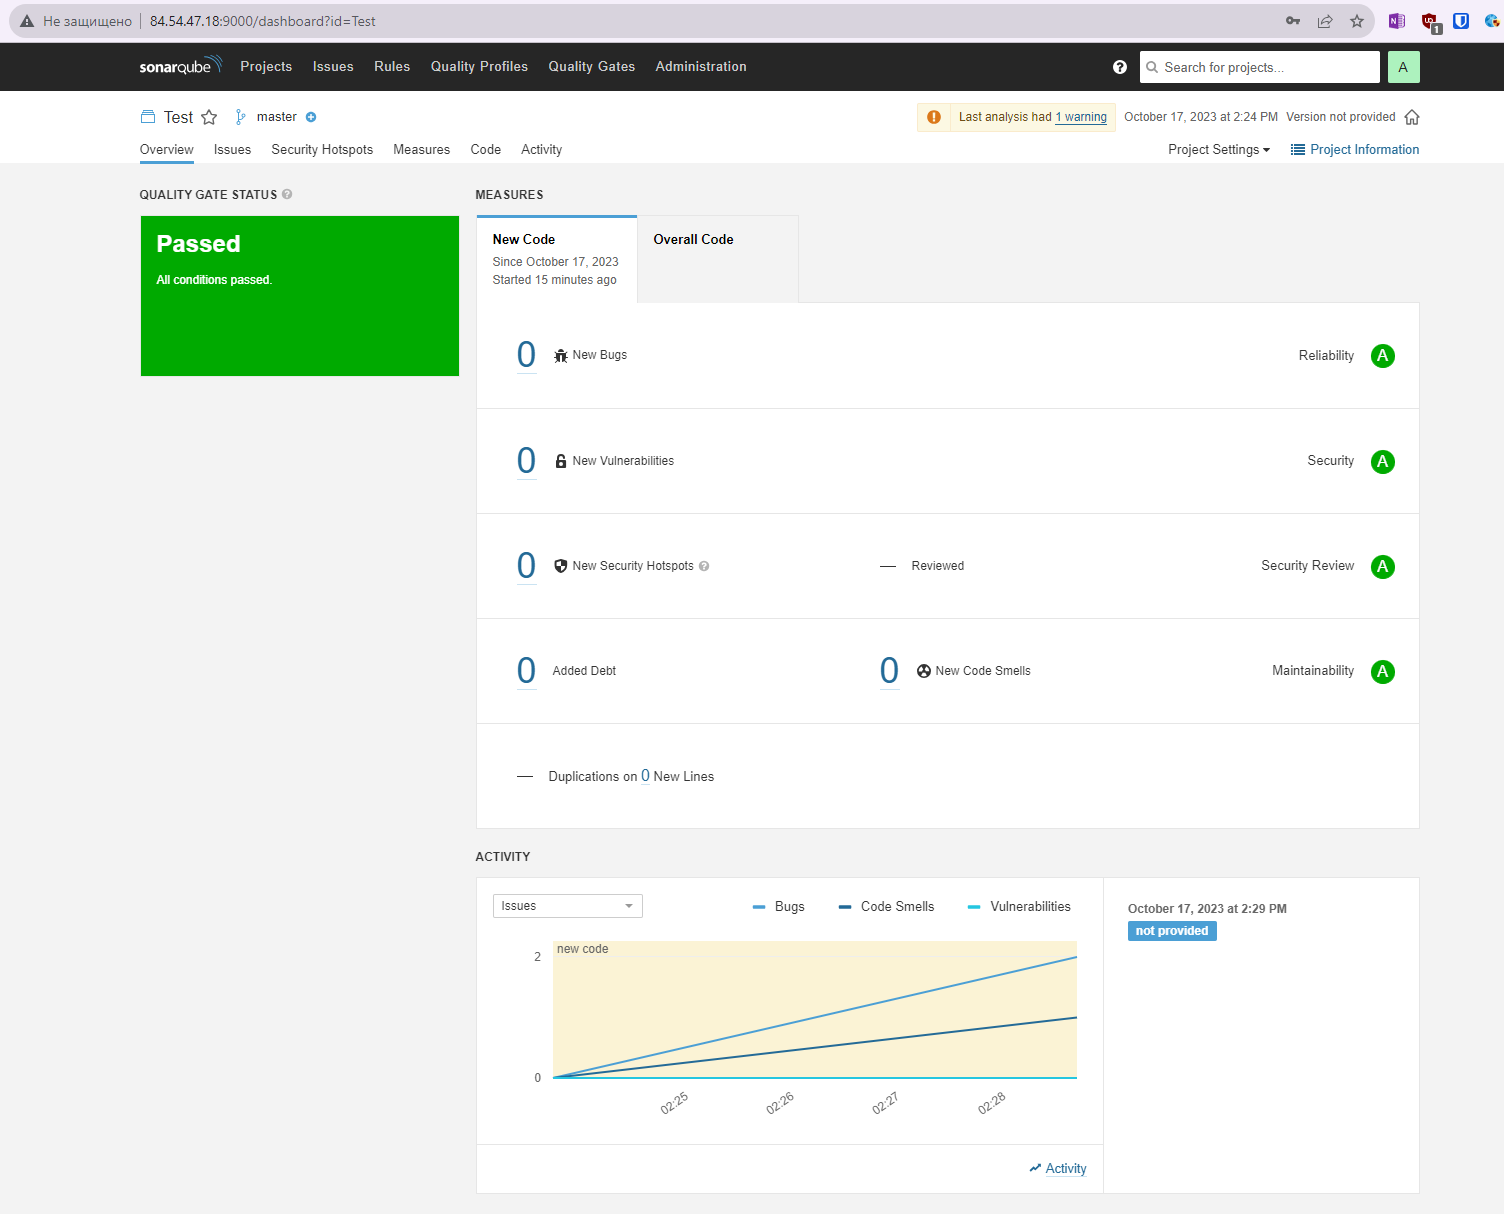 Не защищено 84.54.47.18:9000/dashboard?id=Test
1
sonarqube Projects Issues Rules Quality Profiles Quality Gates Administration
Search for projects...
A
Test master
Last analysis had 1 warning October 17, 2023 at 2:24 PM Version not provided
Overview Issues Security Hotspots Measures Code Activity
Project Settings Project Information
QUALITY GATE STATUS
Passed
All conditions passed.
MEASURES
New Code
Since October 17, 2023
Started 15 minutes ago
Overall Code
0 New Bugs Reliability A
0 New Vulnerabilities Security A
0 New Security Hotspots — Reviewed Security Review A
0 Added Debt 0 New Code Smells Maintainability A
— Duplications on 0 New Lines
ACTIVITY
Issues
Bugs Code Smells Vulnerabilities
new code
2
0
02:25 02:26 02:27 02:28
Activity
October 17, 2023 at 2:29 PM
not provided